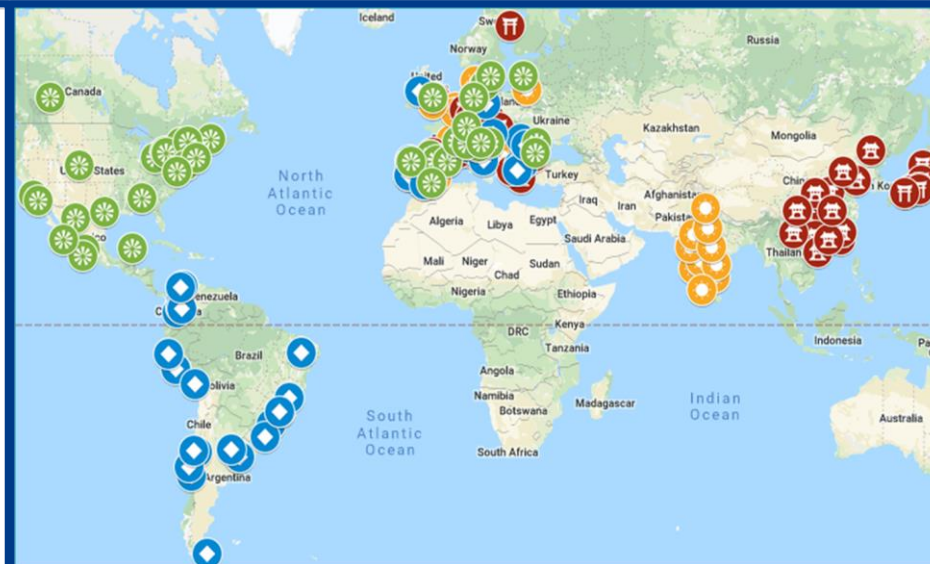 Iceland
Russia
Norway
Canada
United
Ukraine
Kazakhstan
Mongolia
North
Atlantic
Ocean
Turkey
Iraq
Iran
Algeria
Libya
Egypt
Saudi Arabia
Mali
Niger
Chad
Sudan
Thailand
Nigeria
Ethiopia
DRC
Kenya
Tanzania
Indonesia
Brazil
Angola
Namibia
Botswana
Madagascar
South
Atlantic
Ocean
Indian
Ocean
Chile
South Africa
Australia
Argentina